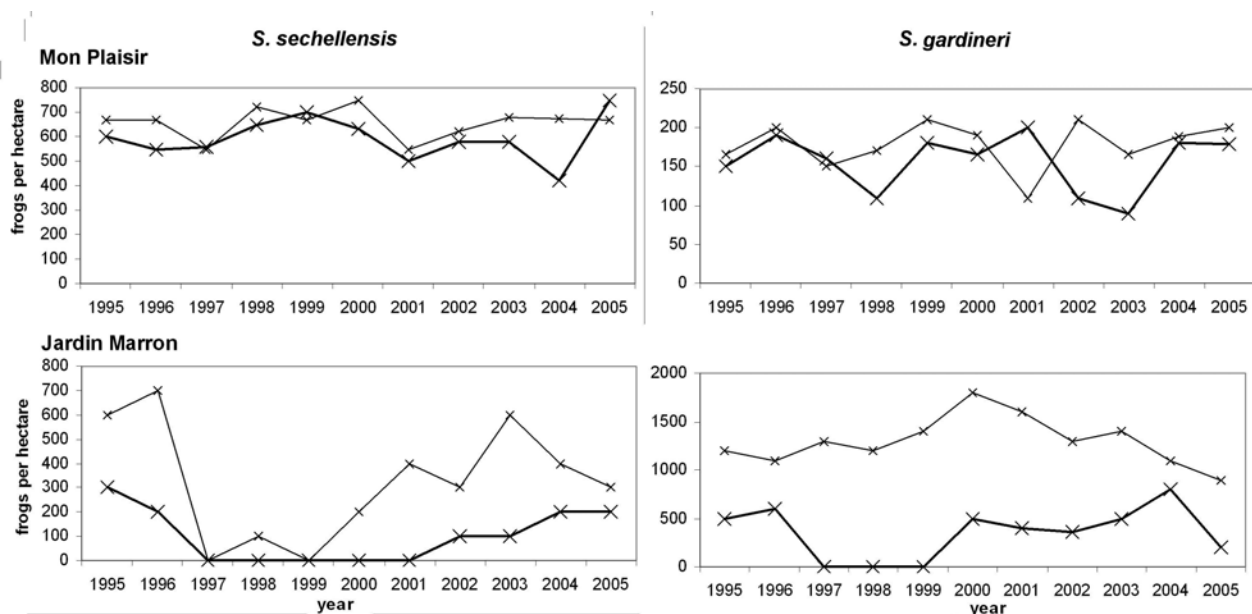 S. sechellensis
S. gardineri
Mon Plaisir
frogs per hectare
800
700
600
500
400
300
200
100
0
1995 1996 1997 1998 1999 2000 2001 2002 2003 2004 2005
250
200
150
100
50
0
1995 1996 1997 1998 1999 2000 2001 2002 2003 2004 2005
Jardin Marron
frogs per hectare
800
700
600
500
400
300
200
100
0
1995 1996 1997 1998 1999 2000 2001 2002 2003 2004 2005
year
2000
1500
1000
500
0
1995 1996 1997 1998 1999 2000 2001 2002 2003 2004 2005
year